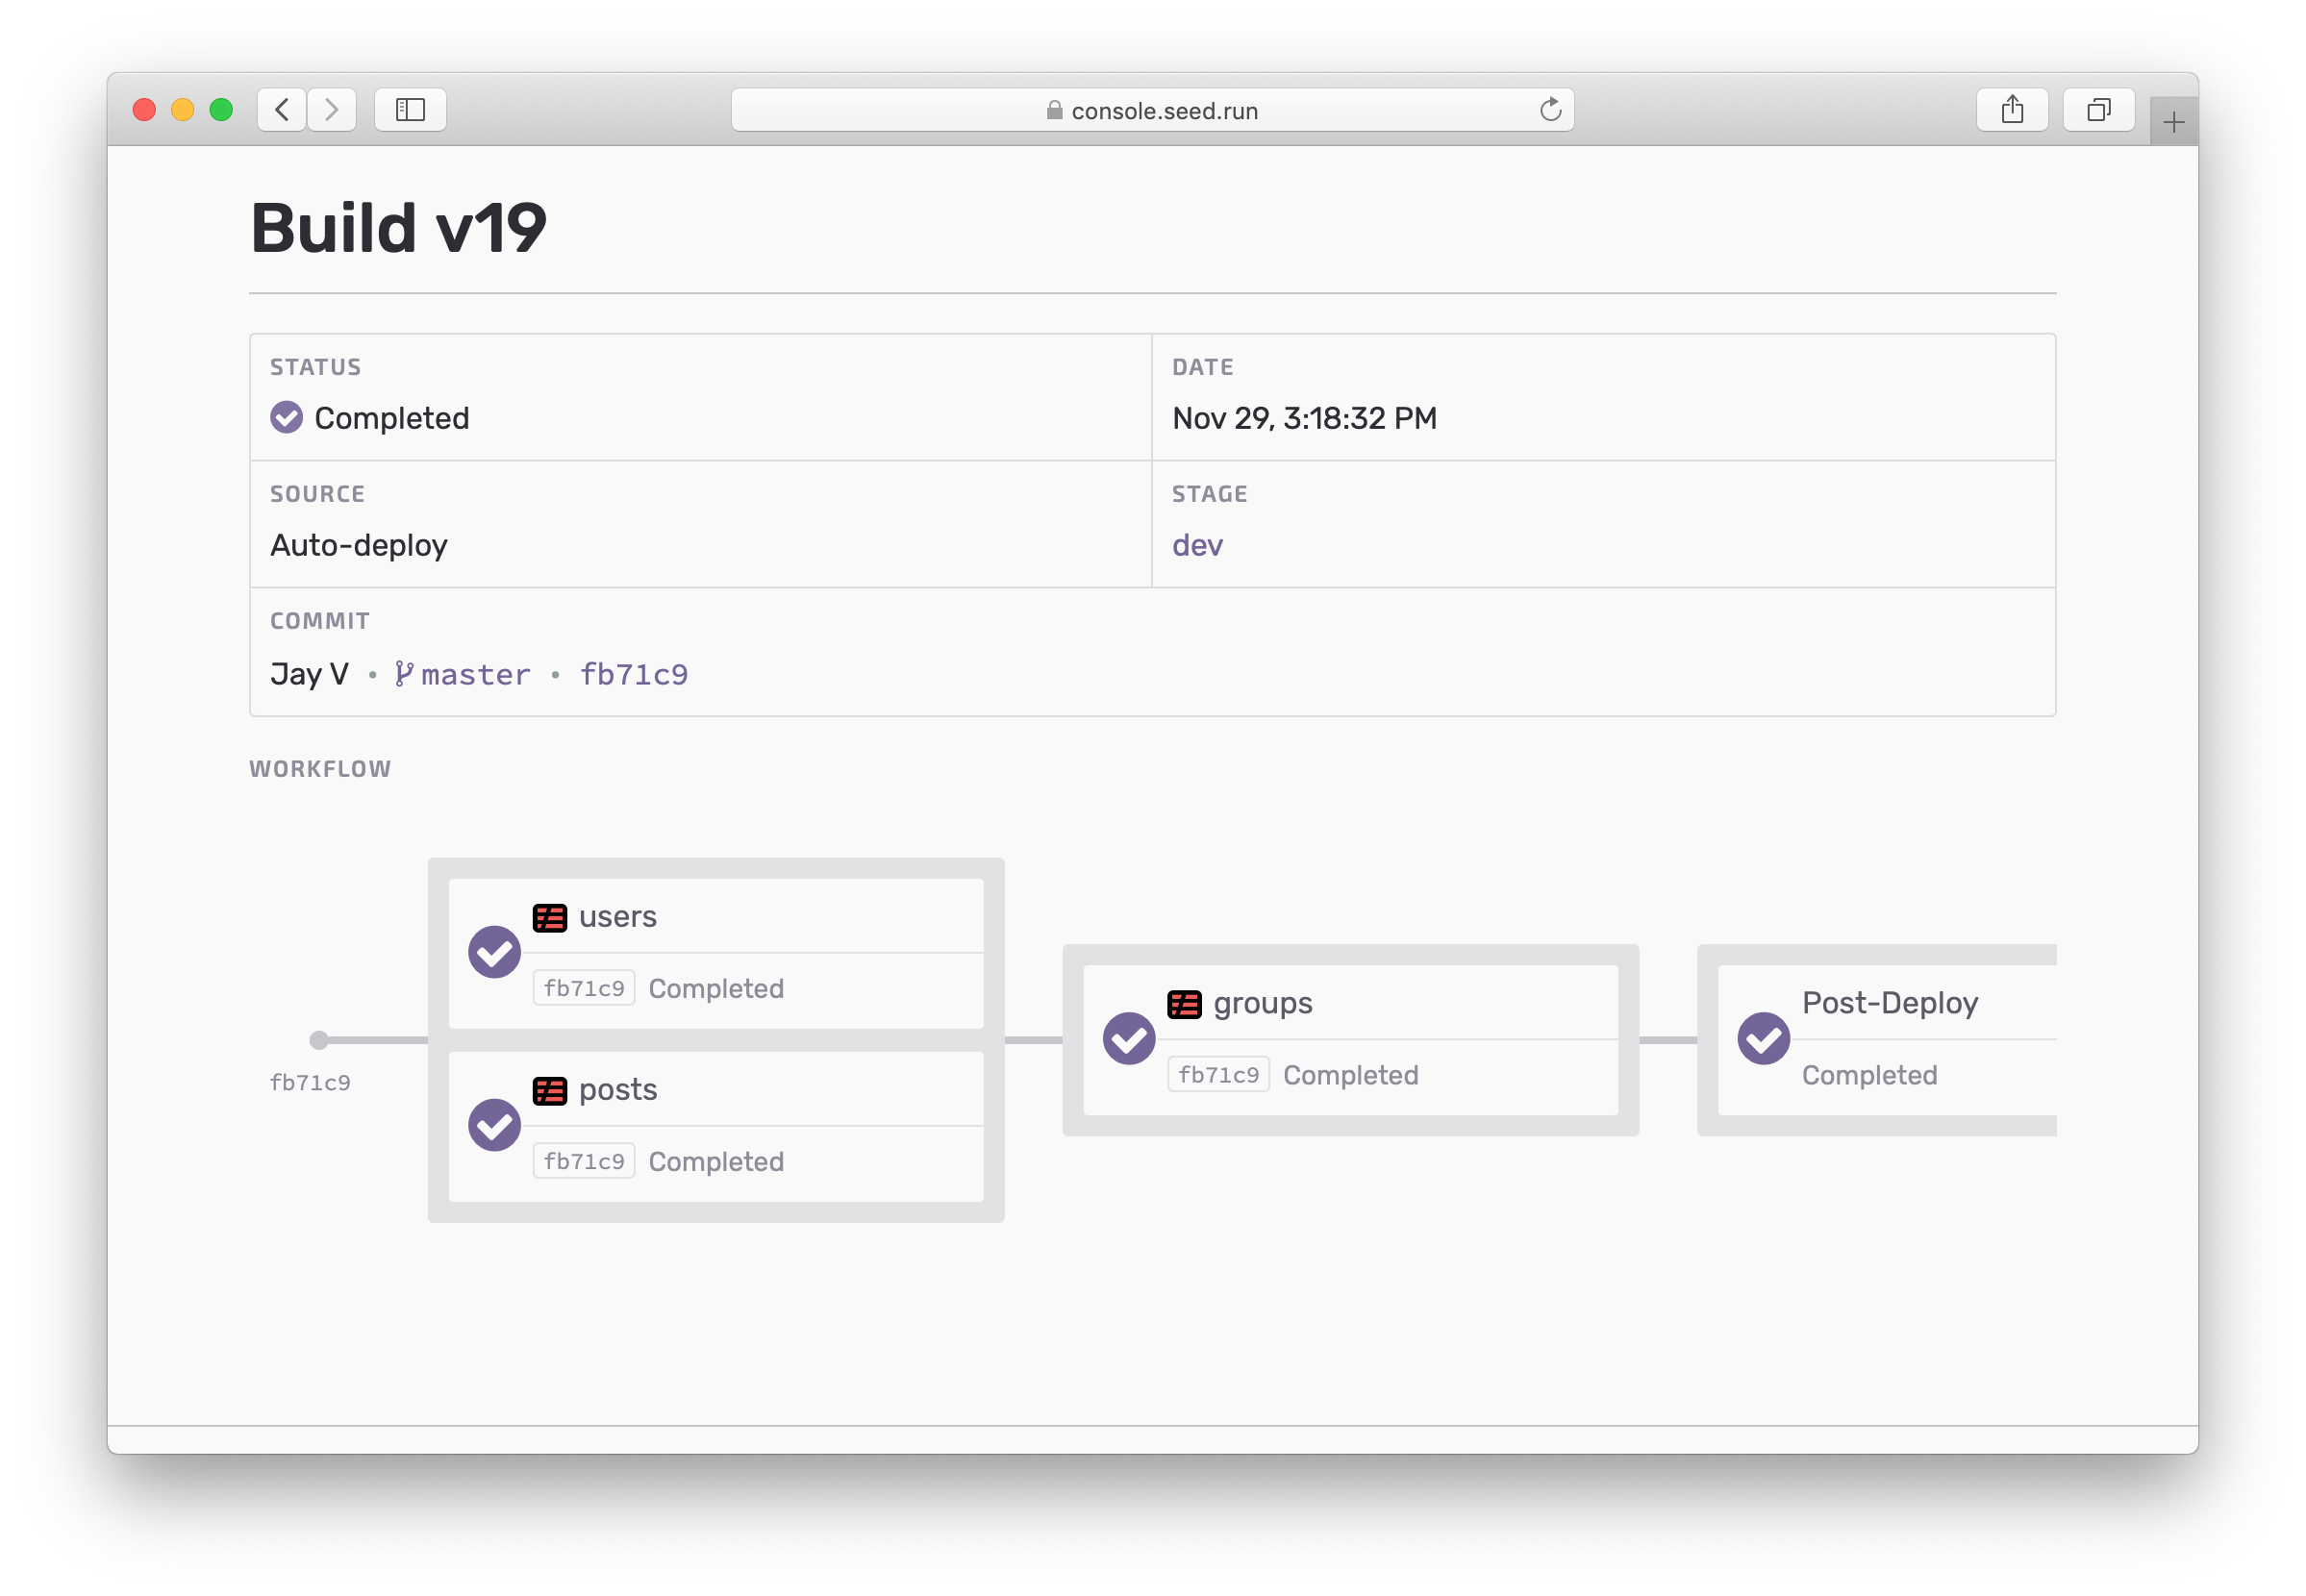 console.seed.run
Build v19
STATUS
Completed
DATE
Nov 29, 3:18:32 PM
SOURCE
Auto-deploy
STAGE
dev
COMMIT
Jay V • master • fb71c9
WORKFLOW
fb71c9
users
fb71c9 Completed
posts
fb71c9 Completed
groups
fb71c9 Completed
Post-Deploy
Completed